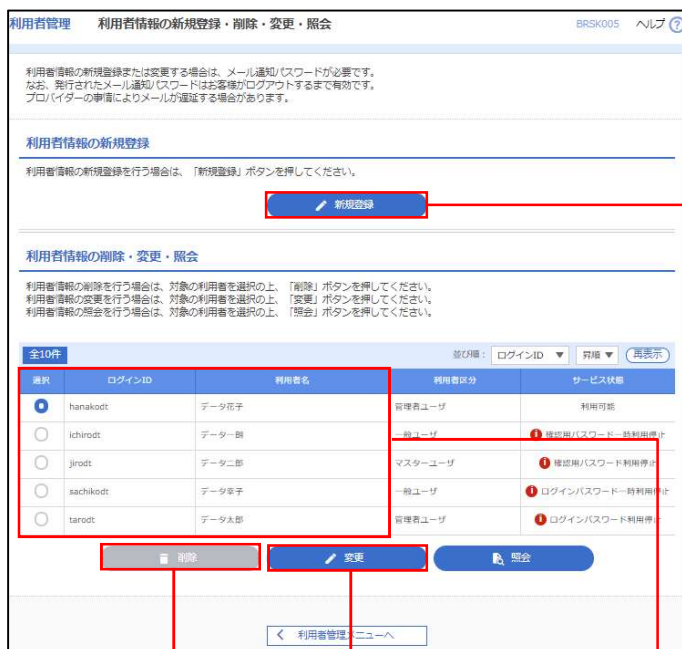 利用者管理 利用者情報の新規登録・削除・変更・照会 BRSK005 ヘルプ ?
利用者情報の新規登録または変更する場合は、メール通知パスワードが必要です。
なお、発行されたメール通知パスワードはお客様がログアウトするまで有効です。
プロバイダーの事情によりメールが遅延する場合があります。
利用者情報の新規登録
利用者情報の新規登録を行う場合は、「新規登録」ボタンを押してください。
新規登録
利用者情報の削除・変更・照会
利用者情報の削除を行う場合は、対象の利用者を選択の上、「削除」ボタンを押してください。
利用者情報の変更を行う場合は、対象の利用者を選択の上、「変更」ボタンを押してください。
利用者情報の照会を行う場合は、対象の利用者を選択の上、「照会」ボタンを押してください。
全10件 並び順: ログインID ▼ 昇順 ▼ 再表示
選択 ログインID 利用者名 利用者区分 サービス状態
hanakodt データ花子 管理者ユーザ 利用可能
ichirodt データ一朗 一般ユーザ 確認用パスワード一時利用停止
jirodt データ二郎 マスターユーザ 確認用パスワード利用停止
sachikodt データ幸子 一般ユーザ ログインパスワード一時利用停止
tarodt データ太郎 管理者ユーザ ログインパスワード利用停止
削除 変更 照会
利用者管理メニューへ